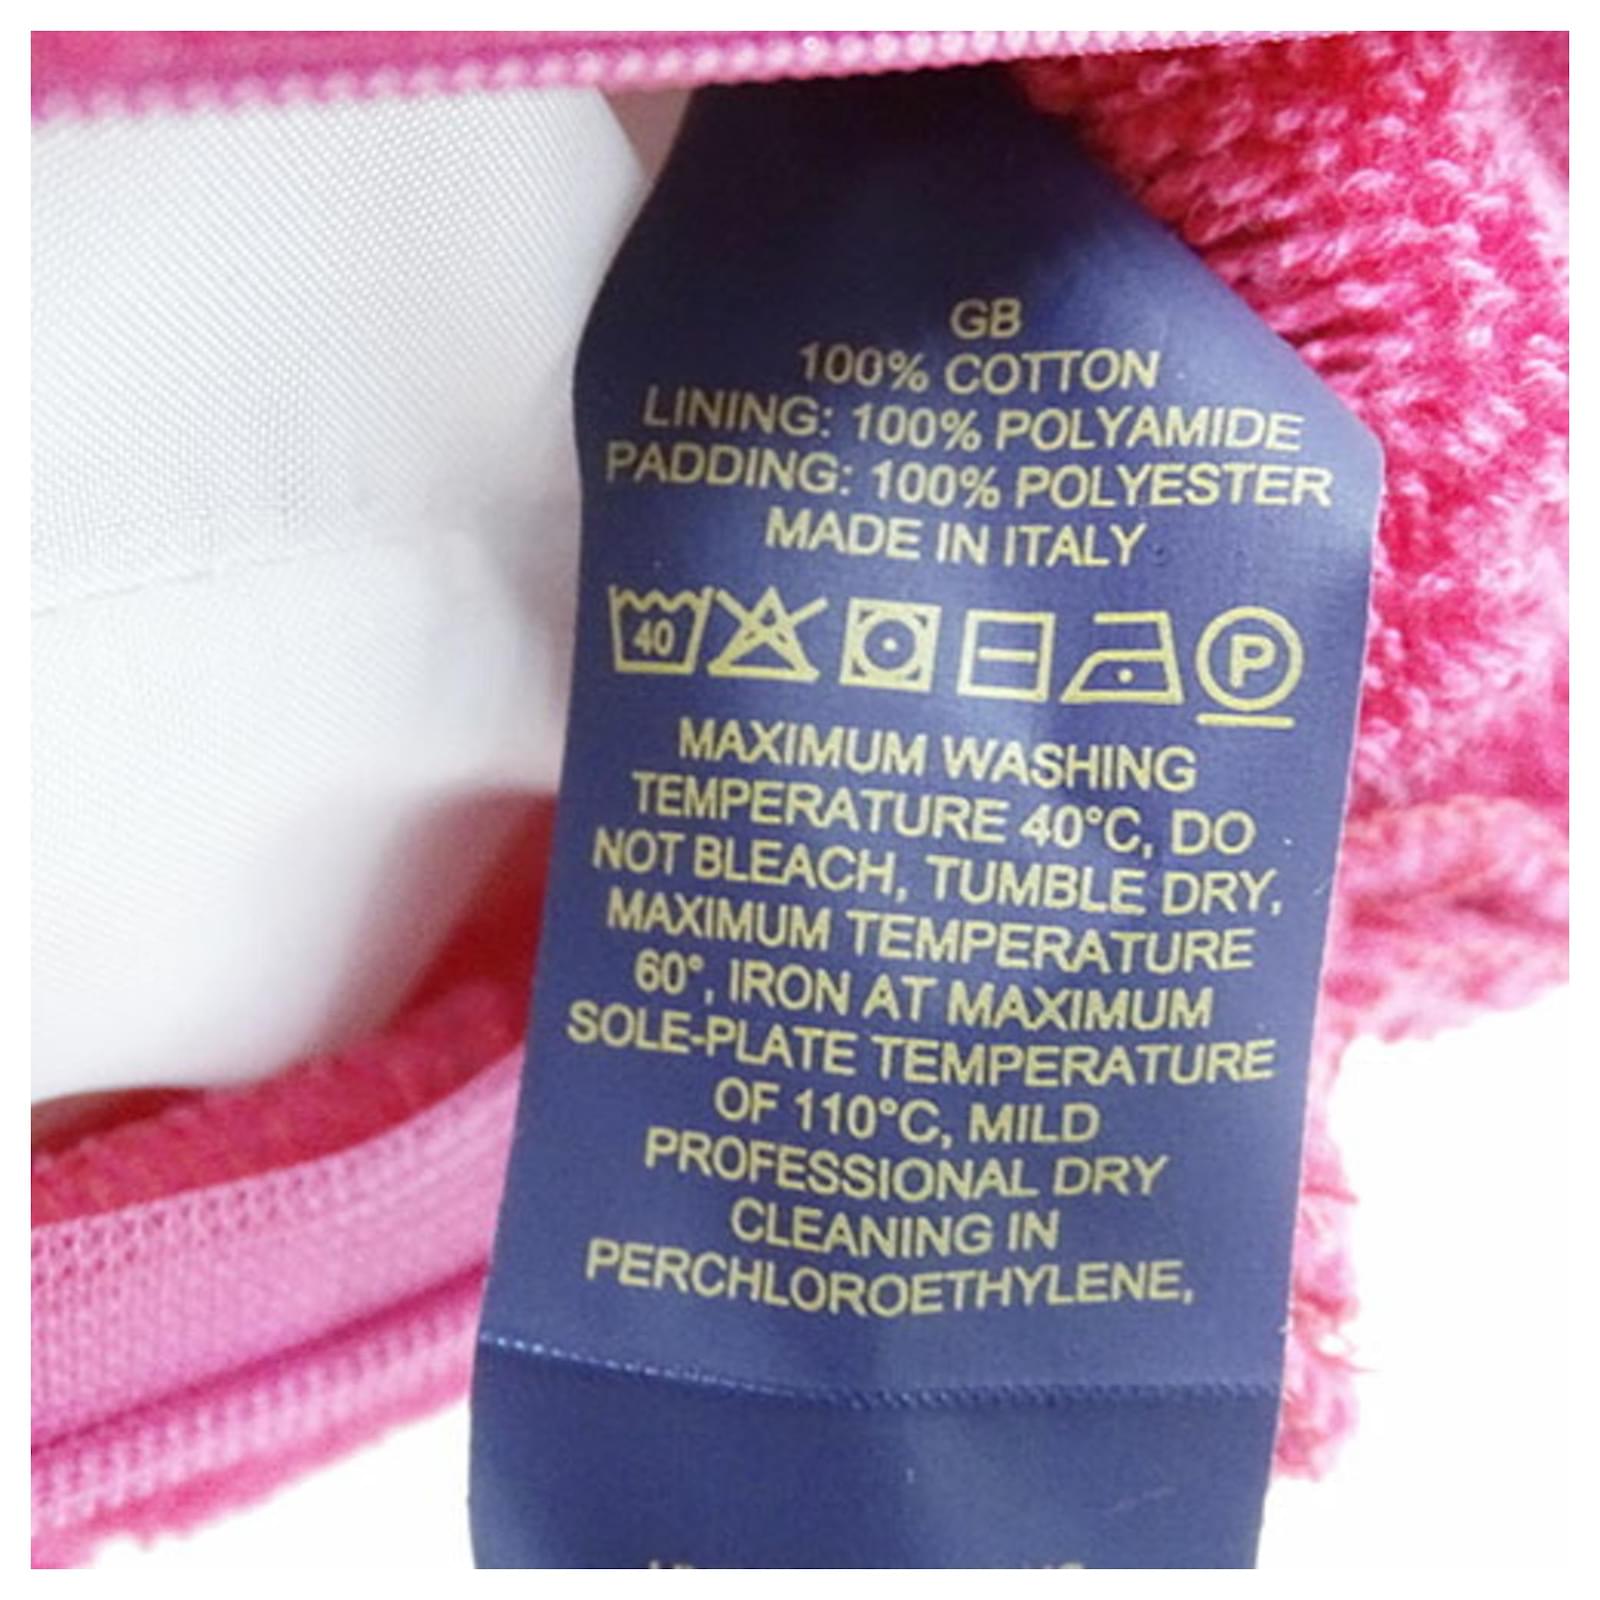 GB
100% COTTON
LINING: 100% POLYAMIDE
PADDING: 100% POLYESTER
MADE IN ITALY
40 P
MAXIMUM WASHING
TEMPERATURE 40°C, DO
NOT BLEACH, TUMBLE DRY,
MAXIMUM TEMPERATURE
60°, IRON AT MAXIMUM
SOLE-PLATE TEMPERATURE
OF 110°C, MILD
PROFESSIONAL DRY
CLEANING IN
PERCHLOROETHYLENE,